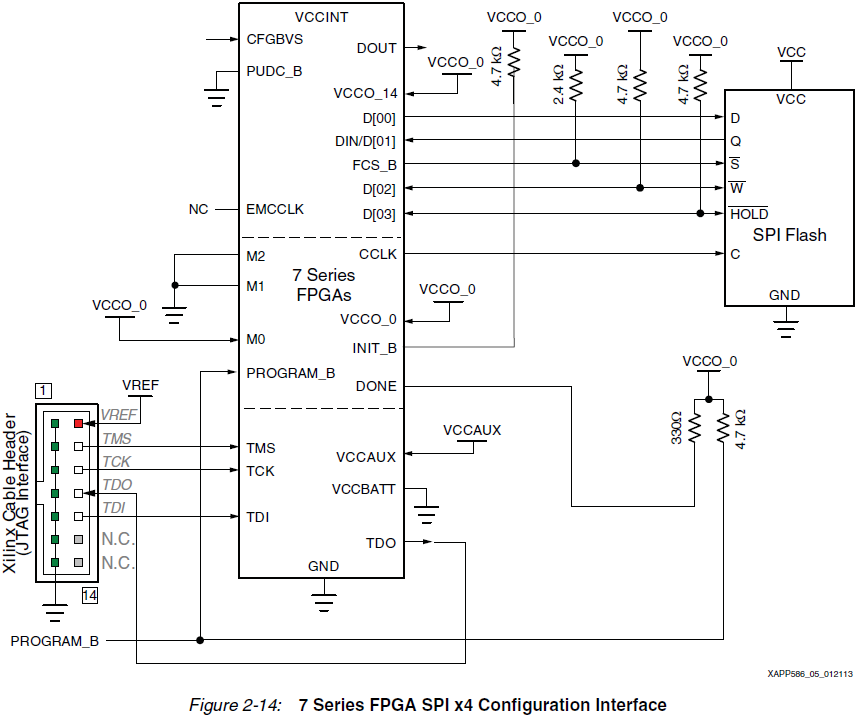 VCCINT
CFGBVS
PUDC_B
NC
EMCCLK
M2
M1
VCCO_0
M0
PROGRAM_B
TMS
TCK
TDI
7 Series
FPGAs
DOUT
VCCO_0
VCCO_14
D[00]
DIN/D[01]
FCS_B
D[02]
D[03]
CCLK
VCCO_0
VCCO_0
INIT_B
DONE
VCCAUX
VCCAUX
VCCBATT
TDO
GND
VCCO_0
4.7 kΩ
VCCO_0
2.4 kΩ
VCCO_0
4.7 kΩ
VCCO_0
4.7 kΩ
VCC
VCC
D
Q
S
W
HOLD
SPI Flash
C
GND
VCCO_0
330Ω
4.7 kΩ
1
VREF
VREF
TMS
TCK
TDO
TDI
N.C.
N.C.
14
Xilinx Cable Header
(JTAG Interface)
PROGRAM_B
XAPP586_05_012113
Figure 2-14: 7 Series FPGA SPI x4 Configuration Interface